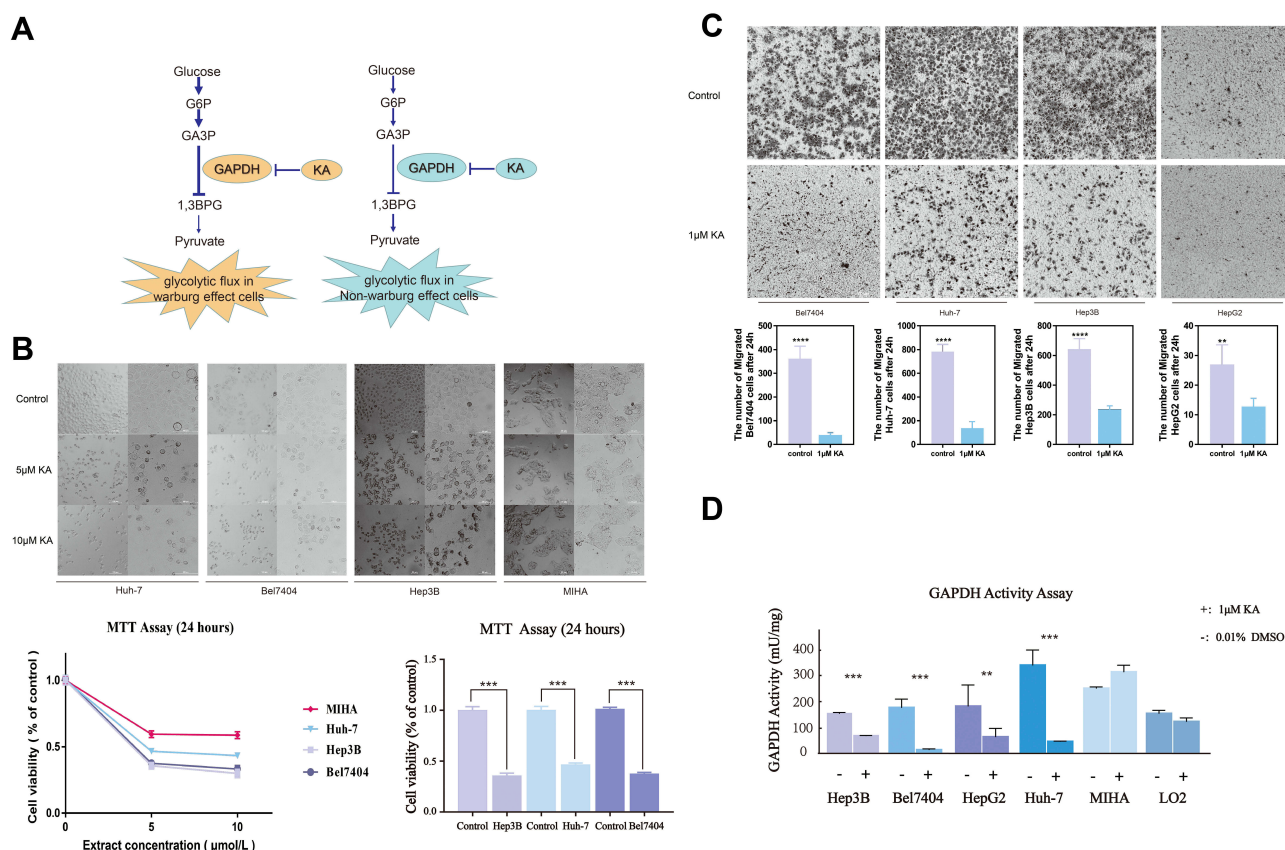 A
Glucose
G6P
GA3P
GAPDH
KA
1,3BPG
Pyruvate
glycolytic flux in
warburg effect cells
Glucose
G6P
GA3P
GAPDH
KA
1,3BPG
Pyruvate
glycolytic flux in
Non-warburg effect cells
B
Control
5μM KA
10μM KA
Huh-7
Bel7404
Hep3B
MIHA
MTT Assay (24 hours)
Cell viability ( % of control )
1.0
0.5
0.0
0
5
10
Extract concentration ( μmol/L )
MIHA
Huh-7
Hep3B
Bel7404
MTT Assay (24 hours)
Cell viability (% of control)
1.5
1.0
0.5
0.0
***
***
***
Control Hep3B Control Huh-7 Control Bel7404
C
Control
1μM KA
Bel7404
Huh-7
Hep3B
HepG2
The number of Migrated
Bel7404 cells after 24h
500
400
300
200
100
0
****
control 1μM KA
The number of Migrated
Huh-7 cells after 24h
1000
800
600
400
200
0
****
control 1μM KA
The number of Migrated
Hep3B cells after 24h
800
600
400
200
0
****
control 1μM KA
The number of Migrated
HepG2 cells after 24h
40
30
20
10
0
**
control 1μM KA
D
GAPDH Activity Assay
+: 1μM KA
-: 0.01% DMSO
GAPDH Activity (mU/mg)
400
300
200
100
0
***
***
**
***
- + - + - + - + - + - +
Hep3B Bel7404 HepG2 Huh-7 MIHA LO2